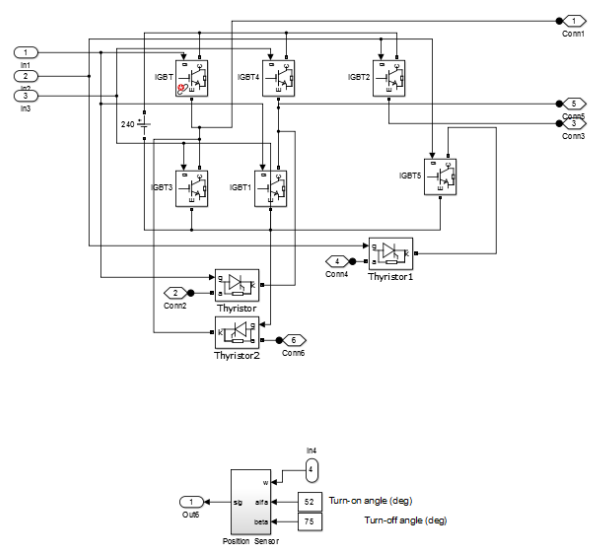 1
In1
2
In2
3
In3
g
C
IGBT
E
g
C
IGBT4
E
g
C
IGBT2
E
1
Conn1
5
Conn5
3
Conn3
240
+
g
C
IGBT3
E
g
C
IGBT1
E
g
C
IGBT5
E
4
Conn4
g
a
k
Thyristor1
2
Conn2
g
a
k
Thyristor
k
g
a
Thyristor2
6
Conn6
In4
4
1
Out6
sig
w
alfa
beta
Position Sensor
52
Turn-on angle (deg)
75
Turn-off angle (deg)